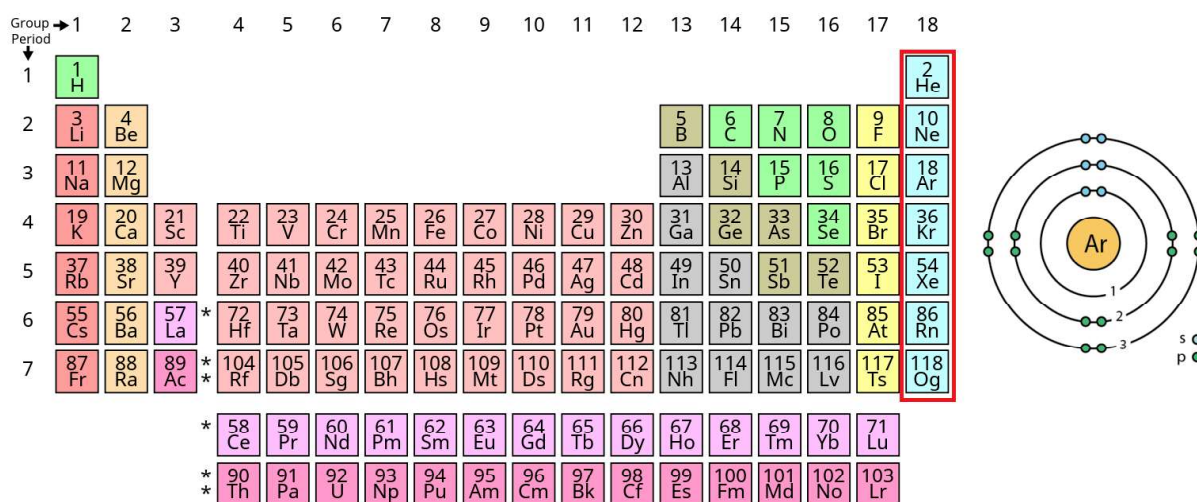 Group 1 2 3 4 5 6 7 8 9 10 11 12 13 14 15 16 17 18
Period
1 1 2
H He
2 3 4 5 6 7 8 9 10
Li Be B C N O F Ne
3 11 12 13 14 15 16 17 18
Na Mg Al Si P S Cl Ar
4 19 20 21 22 23 24 25 26 27 28 29 30 31 32 33 34 35 36
K Ca Sc Ti V Cr Mn Fe Co Ni Cu Zn Ga Ge As Se Br Kr
5 37 38 39 40 41 42 43 44 45 46 47 48 49 50 51 52 53 54
Rb Sr Y Zr Nb Mo Tc Ru Rh Pd Ag Cd In Sn Sb Te I Xe
6 55 56 57 * 72 73 74 75 76 77 78 79 80 81 82 83 84 85 86
Cs Ba La Hf Ta W Re Os Ir Pt Au Hg Tl Pb Bi Po At Rn
7 87 88 89 * 104 105 106 107 108 109 110 111 112 113 114 115 116 117 118
Fr Ra Ac * Rf Db Sg Bh Hs Mt Ds Rg Cn Nh Fl Mc Lv Ts Og
* 58 59 60 61 62 63 64 65 66 67 68 69 70 71
Ce Pr Nd Pm Sm Eu Gd Tb Dy Ho Er Tm Yb Lu
* 90 91 92 93 94 95 96 97 98 99 100 101 102 103
* Th Pa U Np Pu Am Cm Bk Cf Es Fm Md No Lr
Ar
1
2
3
s
p